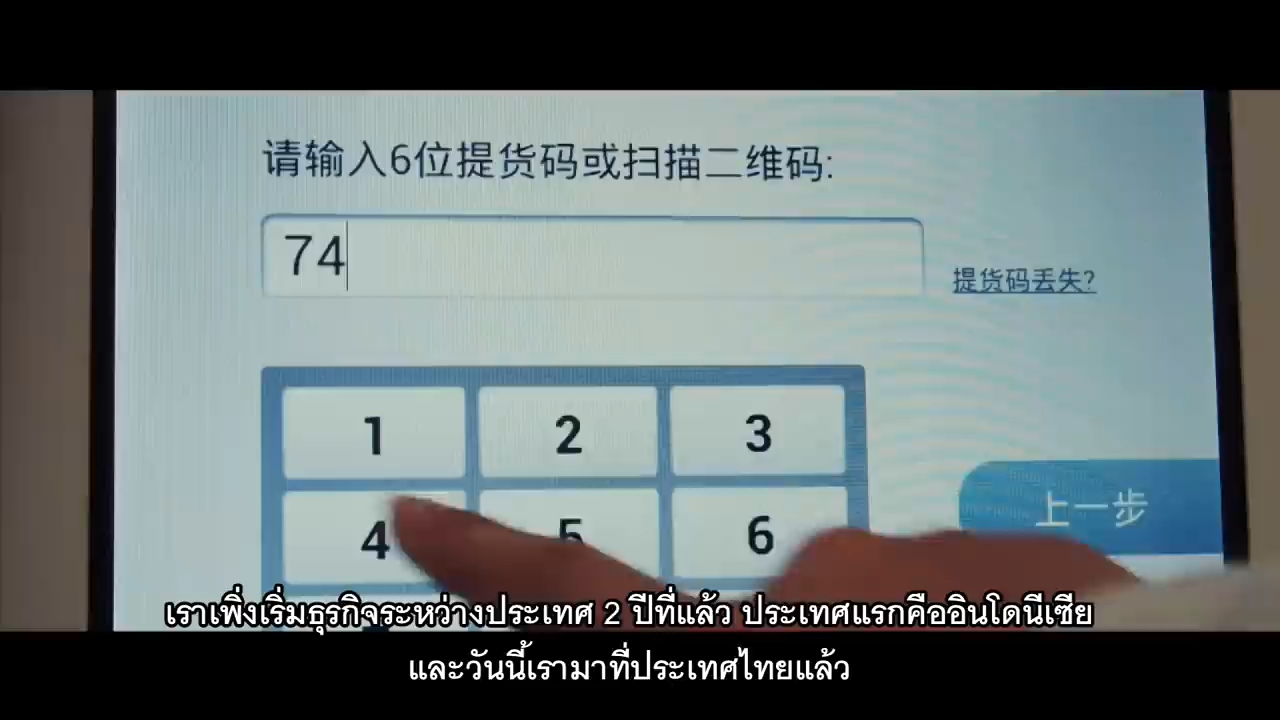 请输入6位提货码或扫描二维码:
74
提货码丢失?
1 2 3
4 5 6
上一步
เราเพิ่งเริ่มธุรกิจระหว่างประเทศ 2 ปีที่แล้ว ประเทศแรกคืออินโดนีเซีย
และวันนี้เรามาที่ประเทศไทยแล้ว